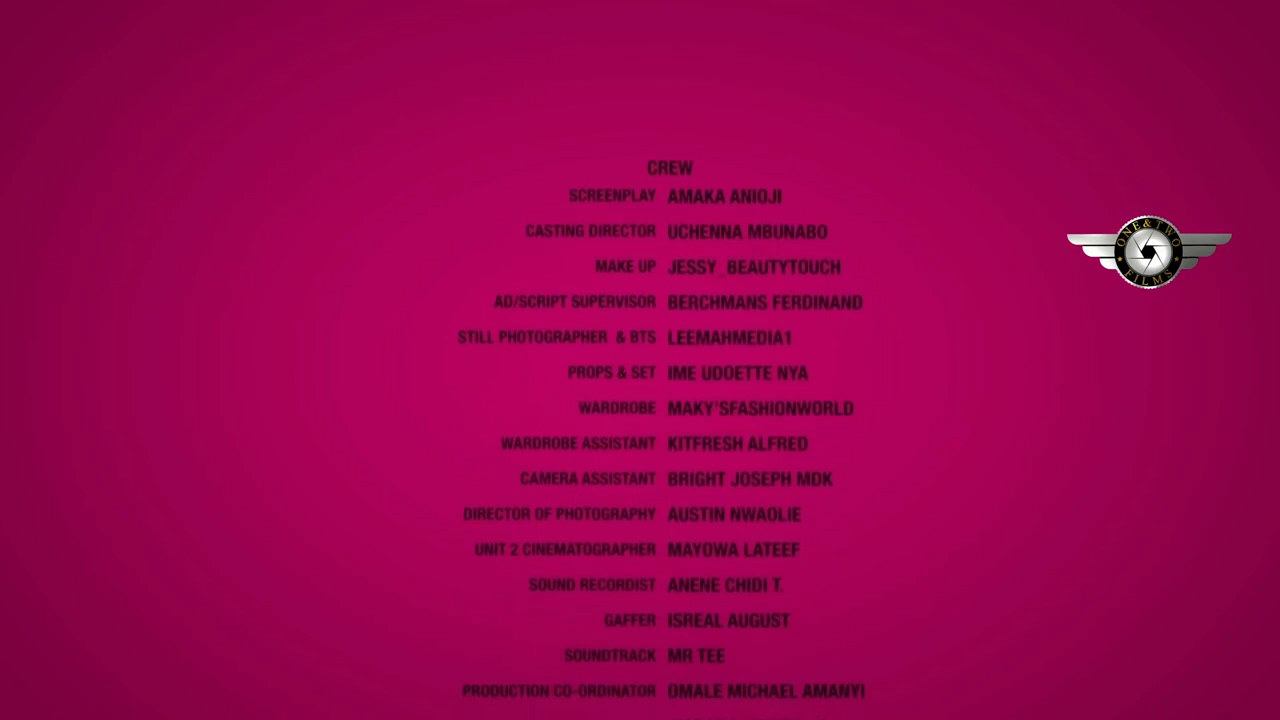 CREW
SCREENPLAY AMAKA ANIOJI
CASTING DIRECTOR UCHENNA MBUNABO
MAKE UP JESSY_BEAUTYTOUCH
AD/SCRIPT SUPERVISOR BERCHMANS FERDINAND
STILL PHOTOGRAPHER & BTS LEEMAHMEDIA1
PROPS & SET IME UDOETTE NYA
WARDROBE MAKY'SFASHIONWORLD
WARDROBE ASSISTANT KITFRESH ALFRED
CAMERA ASSISTANT BRIGHT JOSEPH MDK
DIRECTOR OF PHOTOGRAPHY AUSTIN NWAOLIE
UNIT 2 CINEMATOGRAPHER MAYOWA LATEEF
SOUND RECORDIST ANENE CHIDI T.
GAFFER ISREAL AUGUST
SOUNDTRACK MR TEE
PRODUCTION CO-ORDINATOR OMALE MICHAEL AMANYI
ONE&TWO
FILMS